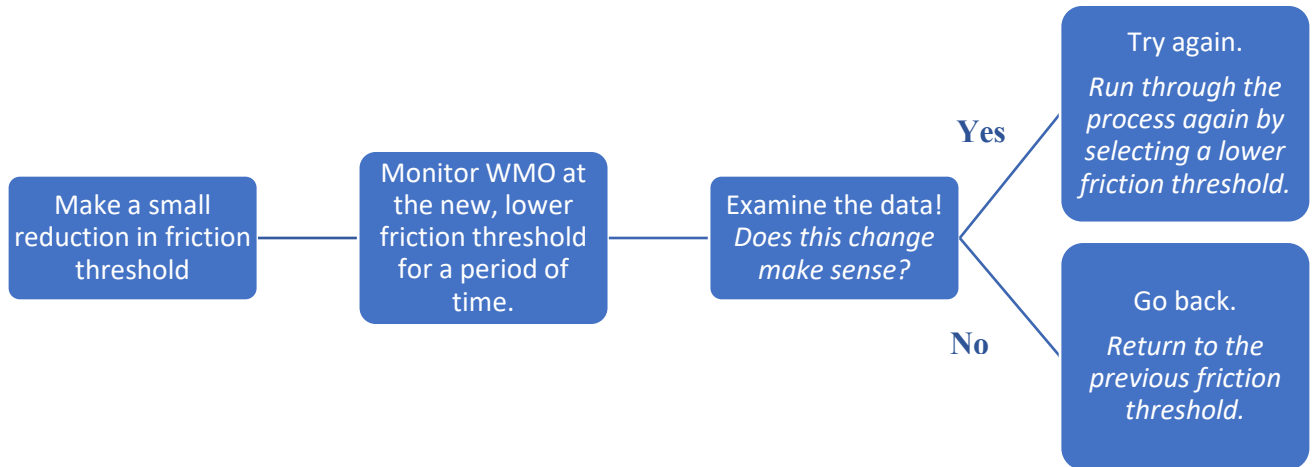 Make a small
reduction in friction
threshold
Monitor WMO at
the new, lower
friction threshold
for a period of
time.
Examine the data!
Does this change
make sense?
Yes
Try again.
Run through the
process again by
selecting a lower
friction threshold.
No
Go back.
Return to the
previous friction
threshold.